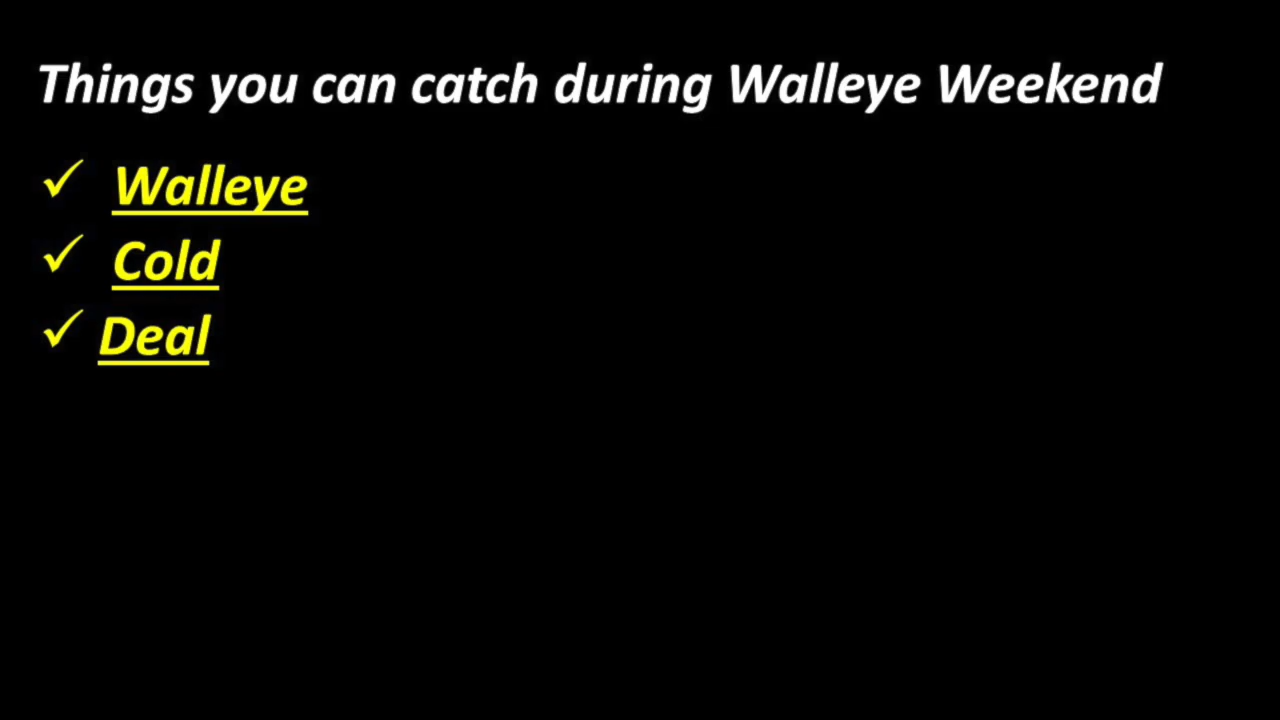 Things you can catch during Walleye Weekend
✓ Walleye
✓ Cold
✓ Deal